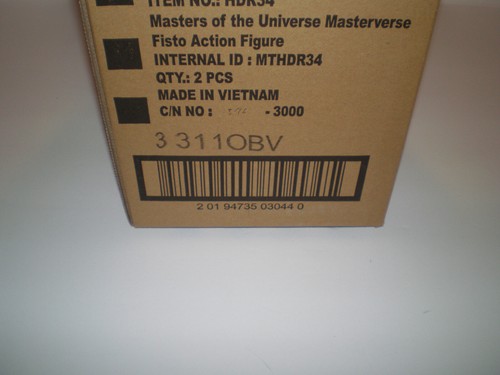 ITEM NO.: HDR34
Masters of the Universe Masterverse
Fisto Action Figure
INTERNAL ID : MTHDR34
QTY.: 2 PCS
MADE IN VIETNAM
C/N NO : - 3000
3 3110BV
2 01 94735 03044 0